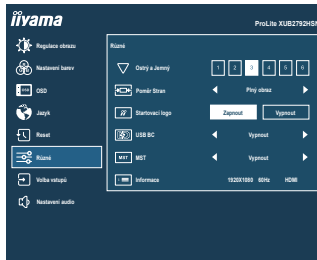 iiyama
ProLite XUB2792HSN
Regulace obrazu
Nastavení barev
OSD
Jazyk
Reset
Různé
Volba vstupů
Nastavení audio
Různé
Ostrý a Jemný 1 2 3 4 5 6
Poměr Stran Plný obraz
Startovací logo Zapnout Vypnout
USB BC Vypnout
MST MST Vypnout
Informace 1920X1080 60Hz HDMI